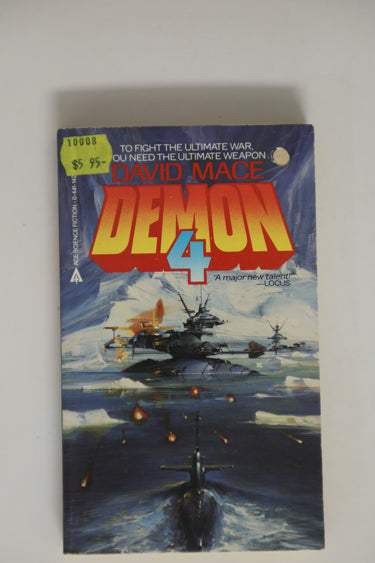 10008
$5 95-
TO FIGHT THE ULTIMATE WAR,
YOU NEED THE ULTIMATE WEAPON...
DAVID MACE
DEMON
4
"A major new talent!"
—LOCUS
ACE SCIENCE FICTION